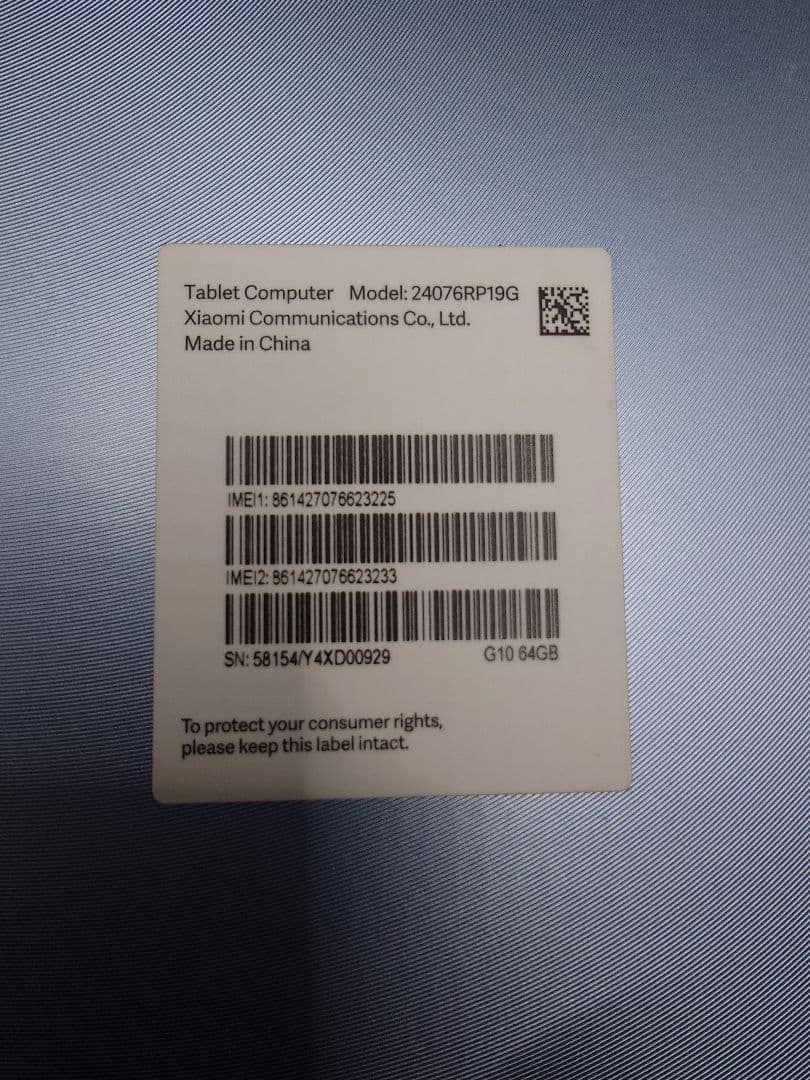 Tablet Computer Model: 24076RP19G
Xiaomi Communications Co., Ltd.
Made in China
IMEI1: 861427076623225
IMEI2: 861427076623233
SN: 58154/Y4XD00929 G10 64GB
To protect your consumer rights,
please keep this label intact.